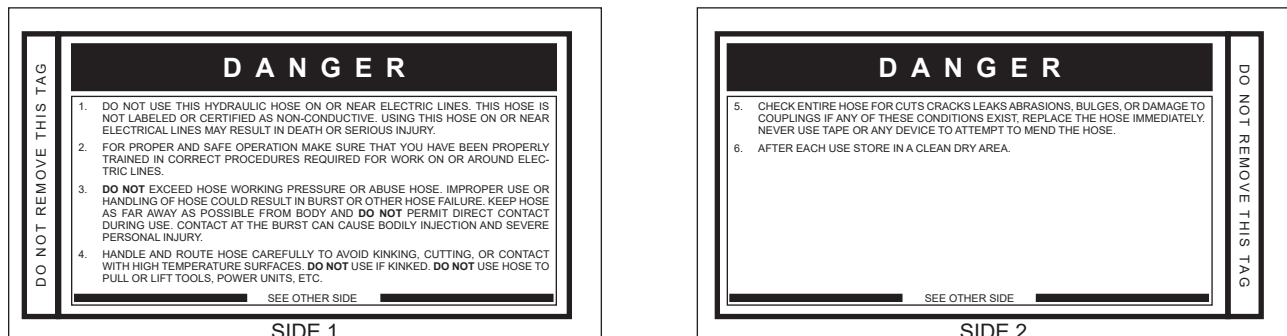 DO NOT REMOVE THIS TAG
DANGER
1. DO NOT USE THIS HYDRAULIC HOSE ON OR NEAR ELECTRIC LINES. THIS HOSE IS
NOT LABELED OR CERTIFIED AS NON-CONDUCTIVE. USING THIS HOSE ON OR NEAR
ELECTRICAL LINES MAY RESULT IN DEATH OR SERIOUS INJURY.
2. FOR PROPER AND SAFE OPERATION MAKE SURE THAT YOU HAVE BEEN PROPERLY
TRAINED IN CORRECT PROCEDURES REQUIRED FOR WORK ON OR AROUND ELEC-
TRIC LINES.
3. DO NOT EXCEED HOSE WORKING PRESSURE OR ABUSE HOSE. IMPROPER USE OR
HANDLING OF HOSE COULD RESULT IN BURST OR OTHER HOSE FAILURE. KEEP HOSE
AS FAR AWAY AS POSSIBLE FROM BODY AND DO NOT PERMIT DIRECT CONTACT
DURING USE. CONTACT AT THE BURST CAN CAUSE BODILY INJECTION AND SEVERE
PERSONAL INJURY.
4. HANDLE AND ROUTE HOSE CAREFULLY TO AVOID KINKING, CUTTING, OR CONTACT
WITH HIGH TEMPERATURE SURFACES. DO NOT USE IF KINKED. DO NOT USE HOSE TO
PULL OR LIFT TOOLS, POWER UNITS, ETC.
SEE OTHER SIDE
SIDE 1
DANGER
5. CHECK ENTIRE HOSE FOR CUTS CRACKS LEAKS ABRASIONS, BULGES, OR DAMAGE TO
COUPLINGS IF ANY OF THESE CONDITIONS EXIST, REPLACE THE HOSE IMMEDIATELY.
NEVER USE TAPE OR ANY DEVICE TO ATTEMPT TO MEND THE HOSE.
6. AFTER EACH USE STORE IN A CLEAN DRY AREA.
SEE OTHER SIDE
DO NOT REMOVE THIS TAG
SIDE 2